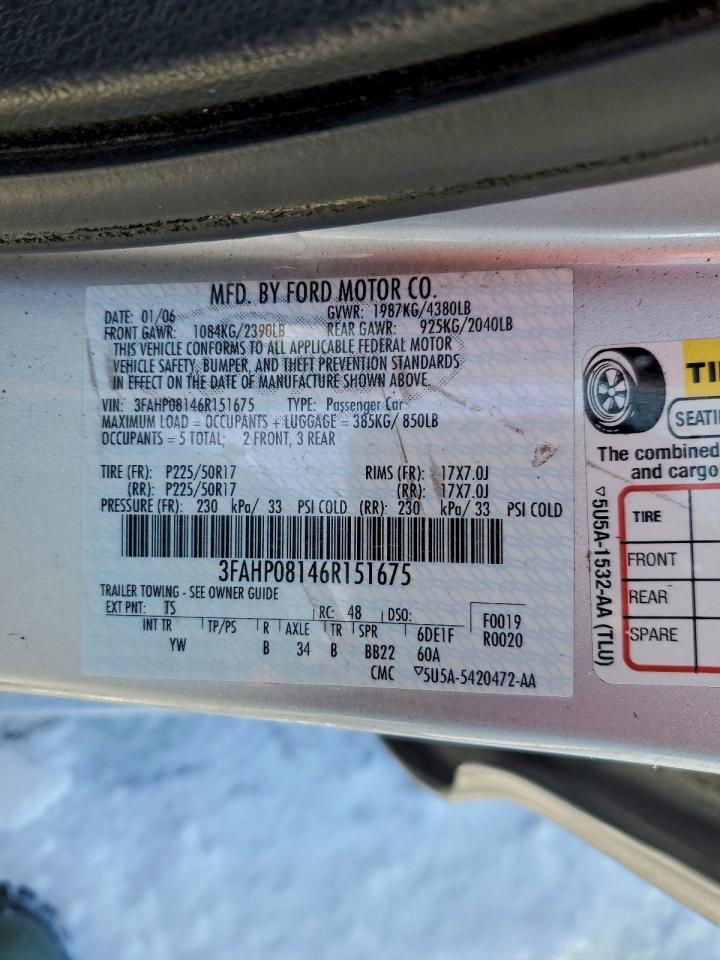 MFD. BY FORD MOTOR CO.
DATE: 01/06 GVWR: 1987KG/4380LB
FRONT GAWR: 1084KG/2390LB REAR GAWR: 925KG/2040LB
THIS VEHICLE CONFORMS TO ALL APPLICABLE FEDERAL MOTOR
VEHICLE SAFETY, BUMPER, AND THEFT PREVENTION STANDARDS
IN EFFECT ON THE DATE OF MANUFACTURE SHOWN ABOVE.
VIN: 3FAHP08146R151675 TYPE: Passenger Car
MAXIMUM LOAD = OCCUPANTS + LUGGAGE = 385KG/ 850LB
OCCUPANTS = 5 TOTAL; 2 FRONT, 3 REAR
TIRE (FR): P225/50R17 RIMS (FR): 17X7.0J
(RR): P225/50R17 (RR): 17X7.0J
PRESSURE (FR): 230 kPa/ 33 PSI COLD (RR): 230 kPa/ 33 PSI COLD
3FAHP08146R151675
TRAILER TOWING - SEE OWNER GUIDE
EXT PNT: TS RC: 48 DSO: F0019
INT TR TP/PS R AXLE TR SPR 6DE1F R0020
YW B 34 B BB22 60A
CMC ▽5U5A-5420472-AA
TI
SEATI
The combined
and cargo
TIRE
FRONT
REAR
SPARE
▽5U5A-1532-AA (TLU)